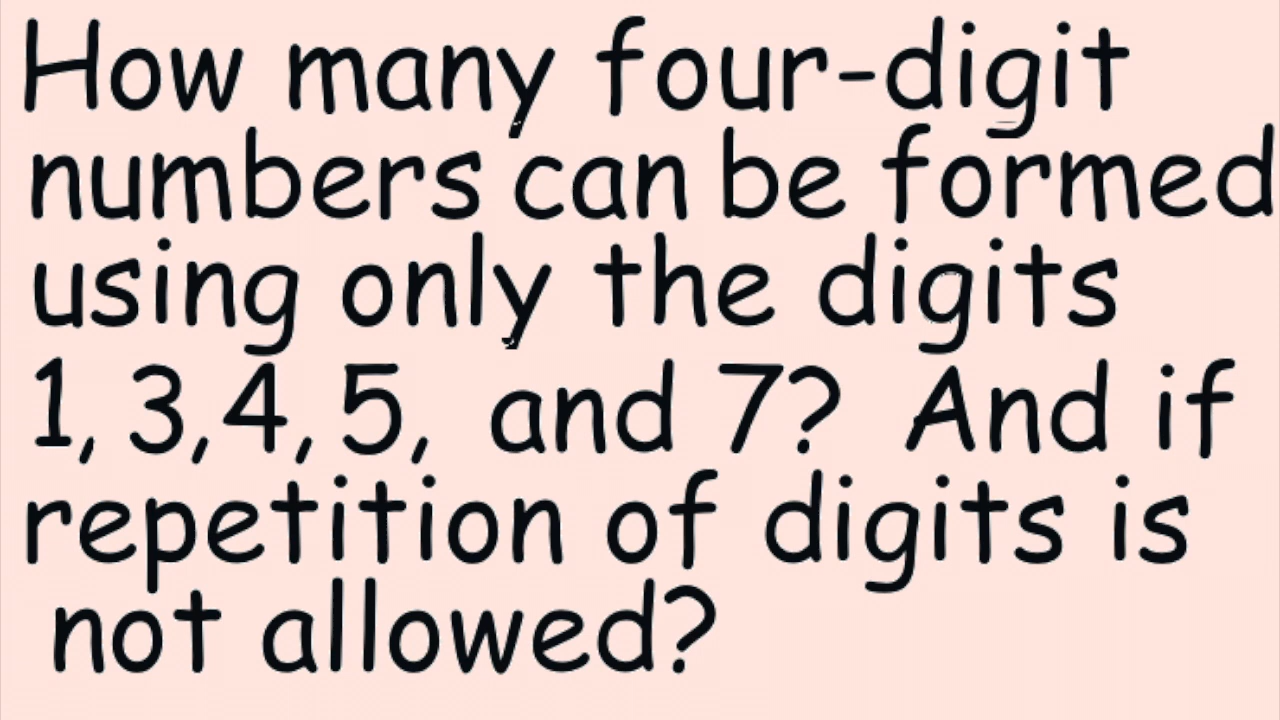 How many four-digit
numbers can be formed
using only the digits
1, 3, 4, 5, and 7? And if
repetition of digits is
not allowed?